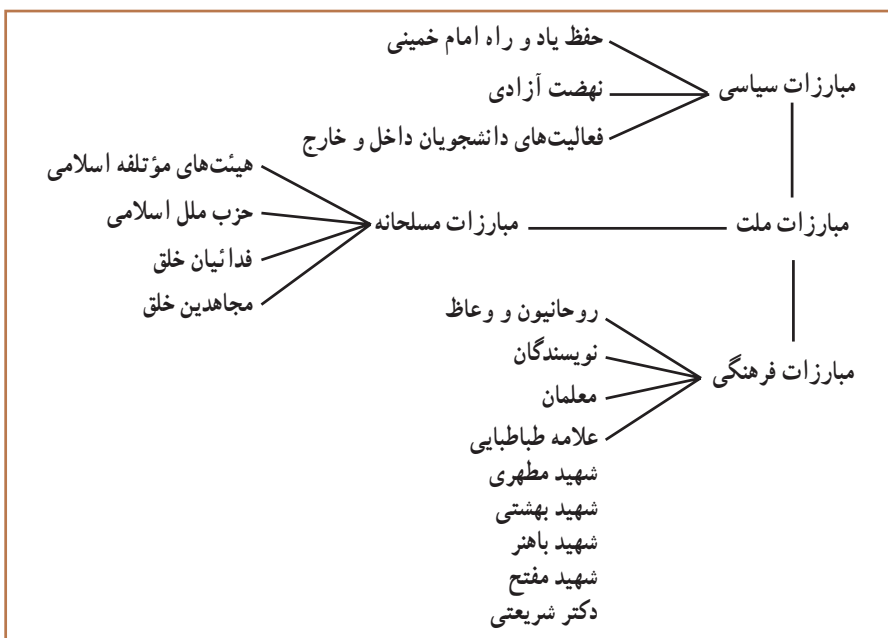 حفظ یاد و راه امام خمینی
مبارزات سیاسی
نهضت آزادی
فعالیت‌های دانشجویان داخل و خارج
هیئت‌های مؤتلفه اسلامی
حزب ملل اسلامی
مبارزات ملت
مبارزات مسلحانه
فدائیان خلق
مجاهدین خلق
روحانیون و وعاظ
نویسندگان
مبارزات فرهنگی
معلمان
علامه طباطبایی
شهید مطهری
شهید بهشتی
شهید باهنر
شهید مفتح
دکتر شریعتی